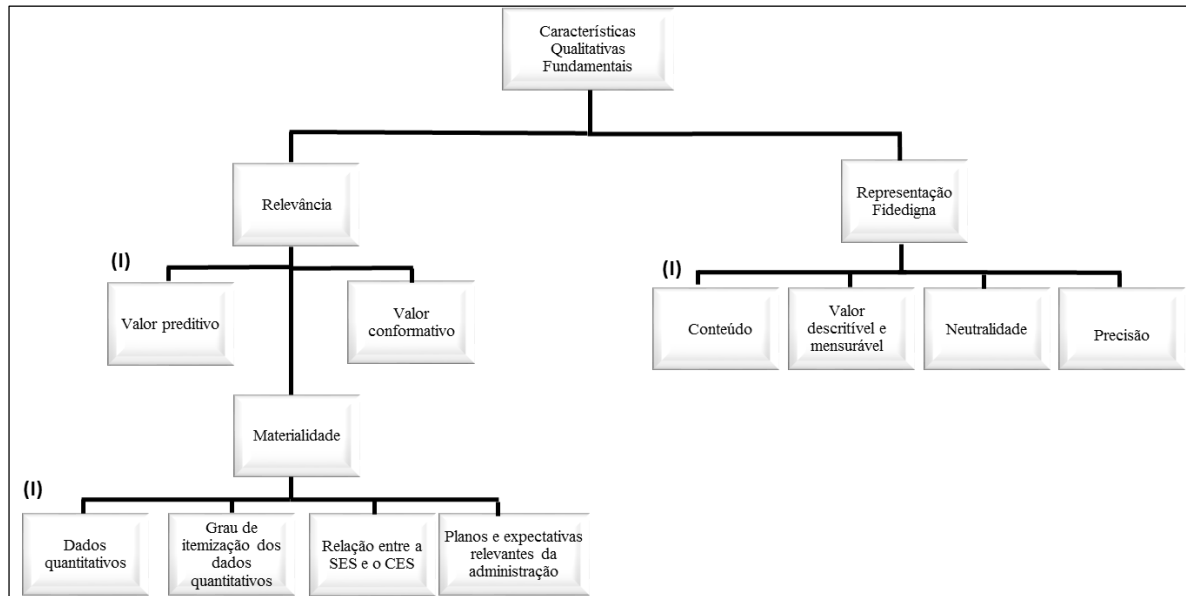 Características
Qualitativas
Fundamentais
Relevância
Representação
Fidedigna
(I)
Valor preditivo
Valor
conformativo
(I)
Conteúdo
Valor
descritível e
mensurável
Neutralidade
Precisão
Materialidade
(I)
Dados
quantitativos
Grau de
itemização dos
dados
quantitativos
Relação entre a
SES e o CES
Planos e expectativas
relevantes da
administração